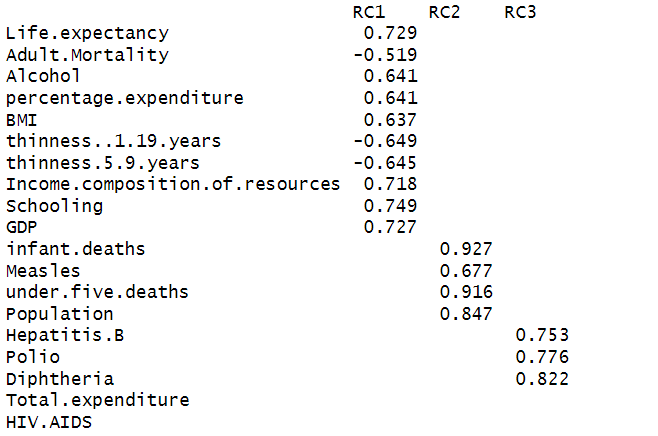 RC1 RC2 RC3
Life.expectancy 0.729
Adult.Mortality -0.519
Alcohol 0.641
percentage.expenditure 0.641
BMI 0.637
thinness..1.19.years -0.649
thinness.5.9.years -0.645
Income.composition.of.resources 0.718
Schooling 0.749
GDP 0.727
infant.deaths 0.927
Measles 0.677
under.five.deaths 0.916
Population 0.847
Hepatitis.B 0.753
Polio 0.776
Diphtheria 0.822
Total.expenditure
HIV.AIDS